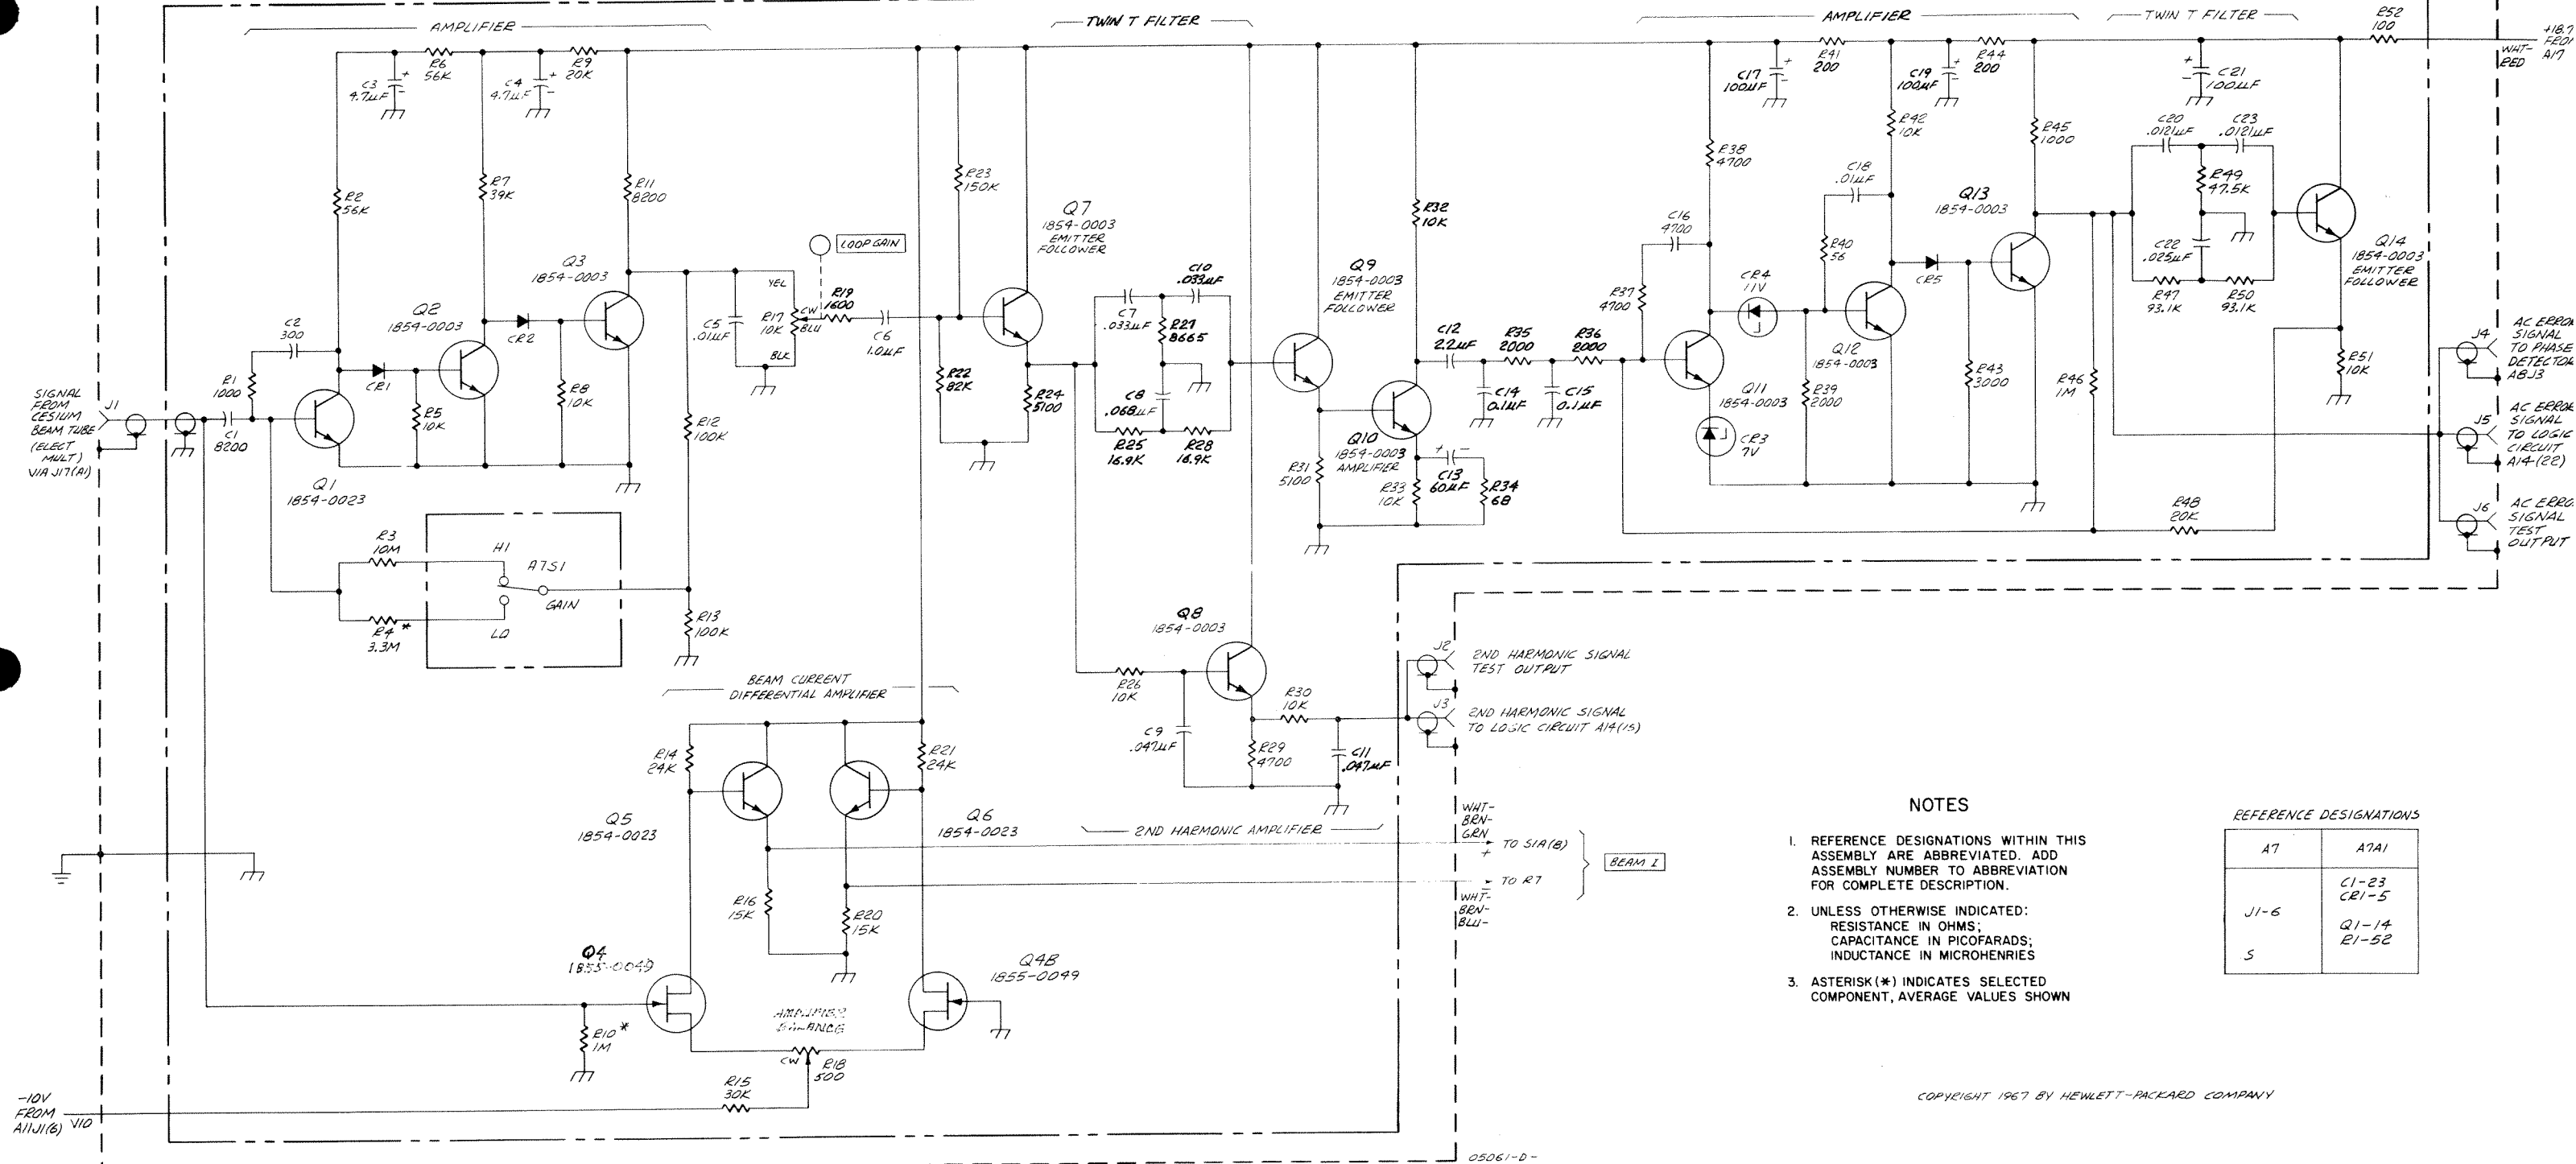 AMPLIFIER
TWIN T FILTER
AMPLIFIER
TWIN T FILTER
R52
100
+18.7
WHT-
RED
A17
C3
4.7µF
+
-
R6
56K
C4
4.7µF
+
-
R9
20K
C17
100µF
+
-
R41
200
C19
100µF
+
-
R44
200
+
-
C21
100µF
R2
56K
R7
39K
R11
8200
R23
150K
Q7
1854-0003
EMITTER
FOLLOWER
R32
10K
R38
4700
R42
10K
R45
1000
C20
.0121µF
C23
.0121µF
R49
47.5K
C22
.025µF
R47
93.1K
R50
93.1K
Q14
1854-0003
EMITTER
FOLLOWER
C18
.01µF
Q13
1854-0003
C16
4700
R40
56
CR4
11V
CR5
R37
4700
Q3
1854-0003
LOOP GAIN
Q2
1854-0003
YEL
CW
BLU
BLK
R19
1600
C5
.01µF
R17
10K
C6
1.0µF
C10
.033µF
C7
.033µF
R27
8665
C8
.068µF
R25
16.9K
R28
16.9K
Q9
1854-0003
EMITTER
FOLLOWER
C12
2.2µF
R35
2000
R36
2000
C14
0.1µF
C15
0.1µF
Q12
1854-0003
Q11
1854-0003
R39
2000
R43
3000
R46
1M
CR3
7V
R51
10K
R48
20K
C2
300
CR1
CR2
R1
1000
R5
10K
R8
10K
R22
82K
R24
5100
R12
100K
R31
5100
Q10
1854-0003
AMPLIFIER
R33
10K
+
-
C13
60µF
R34
68
SIGNAL
FROM
CESIUM
BEAM TUBE
(ELECT
MULT)
VIA J17(A1)
J1
C1
8200
Q1
1854-0023
J4
AC ERROR
SIGNAL
TO PHASE
DETECTOR
A8J3
J5
AC ERROR
SIGNAL
TO LOGIC
CIRCUIT
A14(22)
J6
SIGNAL
TEST
OUTPUT
R3
10M
HI
A7S1
GAIN
LO
R4*
3.3M
R13
100K
Q8
1854-0003
R26
10K
C9
.047µF
R30
10K
R29
4700
C11
.047µF
J2
2ND HARMONIC SIGNAL
TEST OUTPUT
J3
2ND HARMONIC SIGNAL
TO LOGIC CIRCUIT A14(15)
BEAM CURRENT
DIFFERENTIAL AMPLIFIER
R14
24K
R21
24K
Q5
1854-0023
Q6
1854-0023
2ND HARMONIC AMPLIFIER
WHT-
BRN-
GRN
+
TO S1A(8)
BEAM I
-
TO R7
WHT-
BRN-
BLU-
R16
15K
R20
15K
Q4
1855-0049
Q4B
1855-0049
AMPLIFIER
BALANCE
R10*
1M
CW
R18
500
R15
30K
-10V
FROM
A11J1(6)
VIO
NOTES
1. REFERENCE DESIGNATIONS WITHIN THIS
ASSEMBLY ARE ABBREVIATED. ADD
ASSEMBLY NUMBER TO ABBREVIATION
FOR COMPLETE DESCRIPTION.
2. UNLESS OTHERWISE INDICATED:
RESISTANCE IN OHMS;
CAPACITANCE IN PICOFARADS;
INDUCTANCE IN MICROHENRIES
3. ASTERISK(*) INDICATES SELECTED
COMPONENT, AVERAGE VALUES SHOWN
REFERENCE DESIGNATIONS
A7 A7A1
C1-23
CR1-5
J1-6
Q1-14
R1-52
S
COPYRIGHT 1967 BY HEWLETT-PACKARD COMPANY
05061-D-